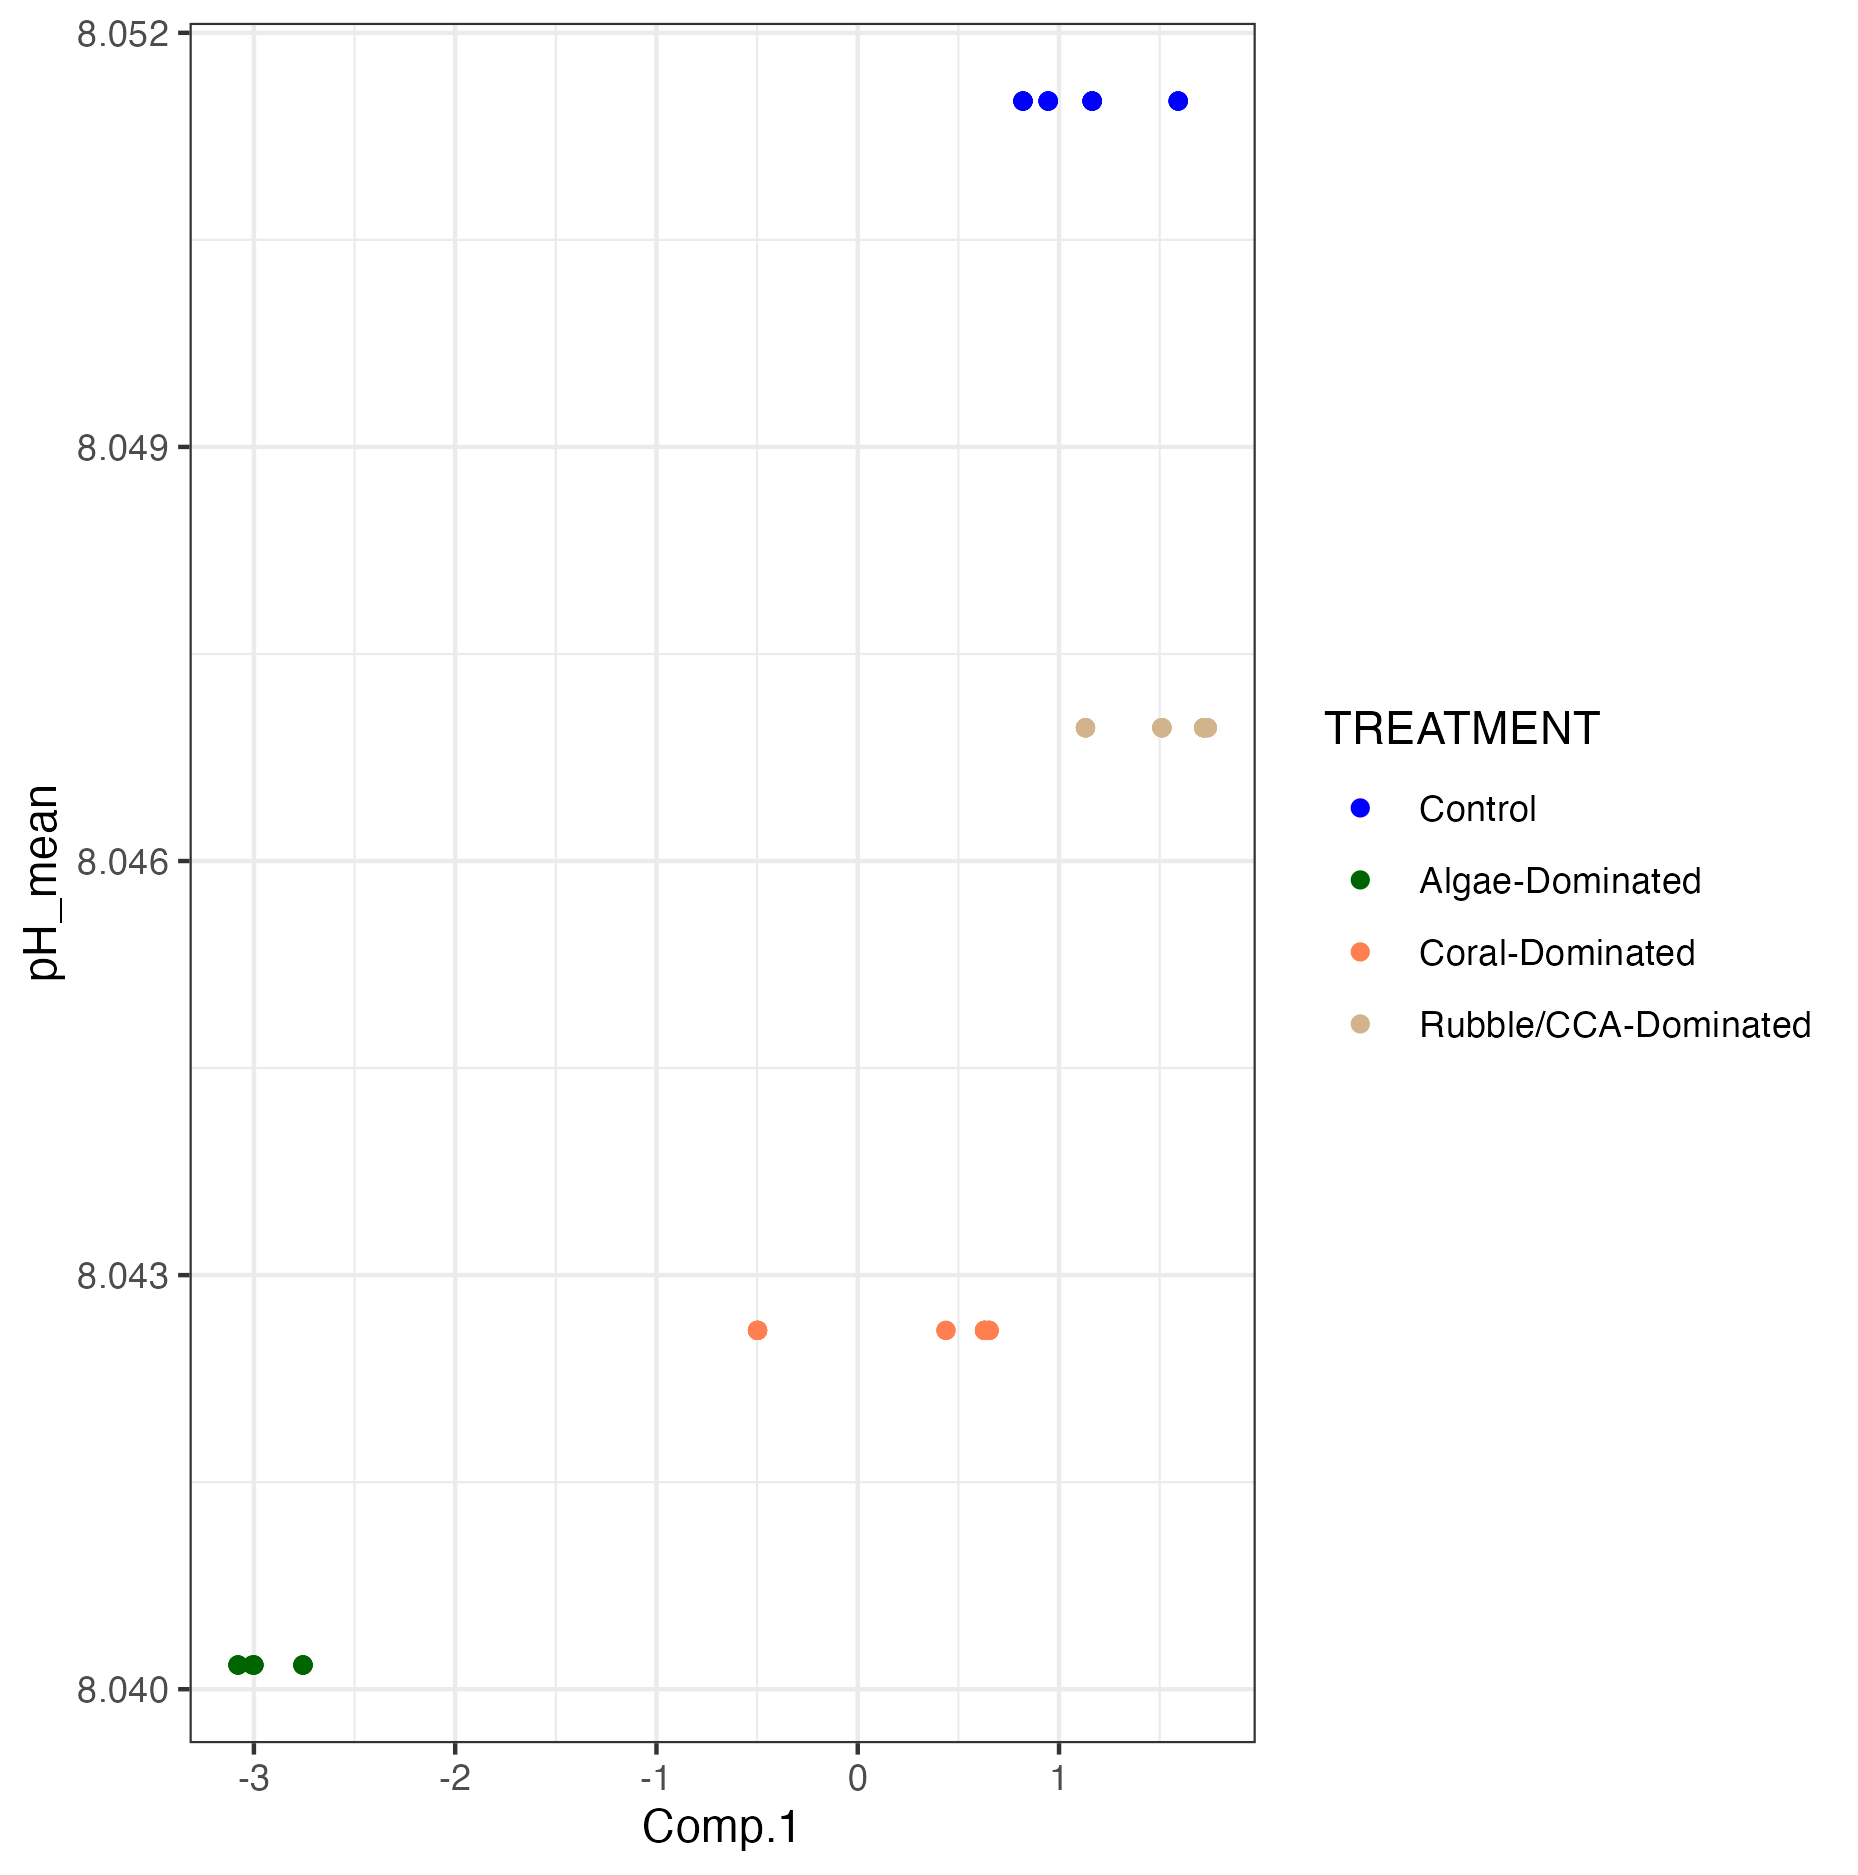 8.052
8.049
8.046
8.043
8.040
pH_mean
-3 -2 -1 0 1
Comp.1
TREATMENT
Control
Algae-Dominated
Coral-Dominated
Rubble/CCA-Dominated